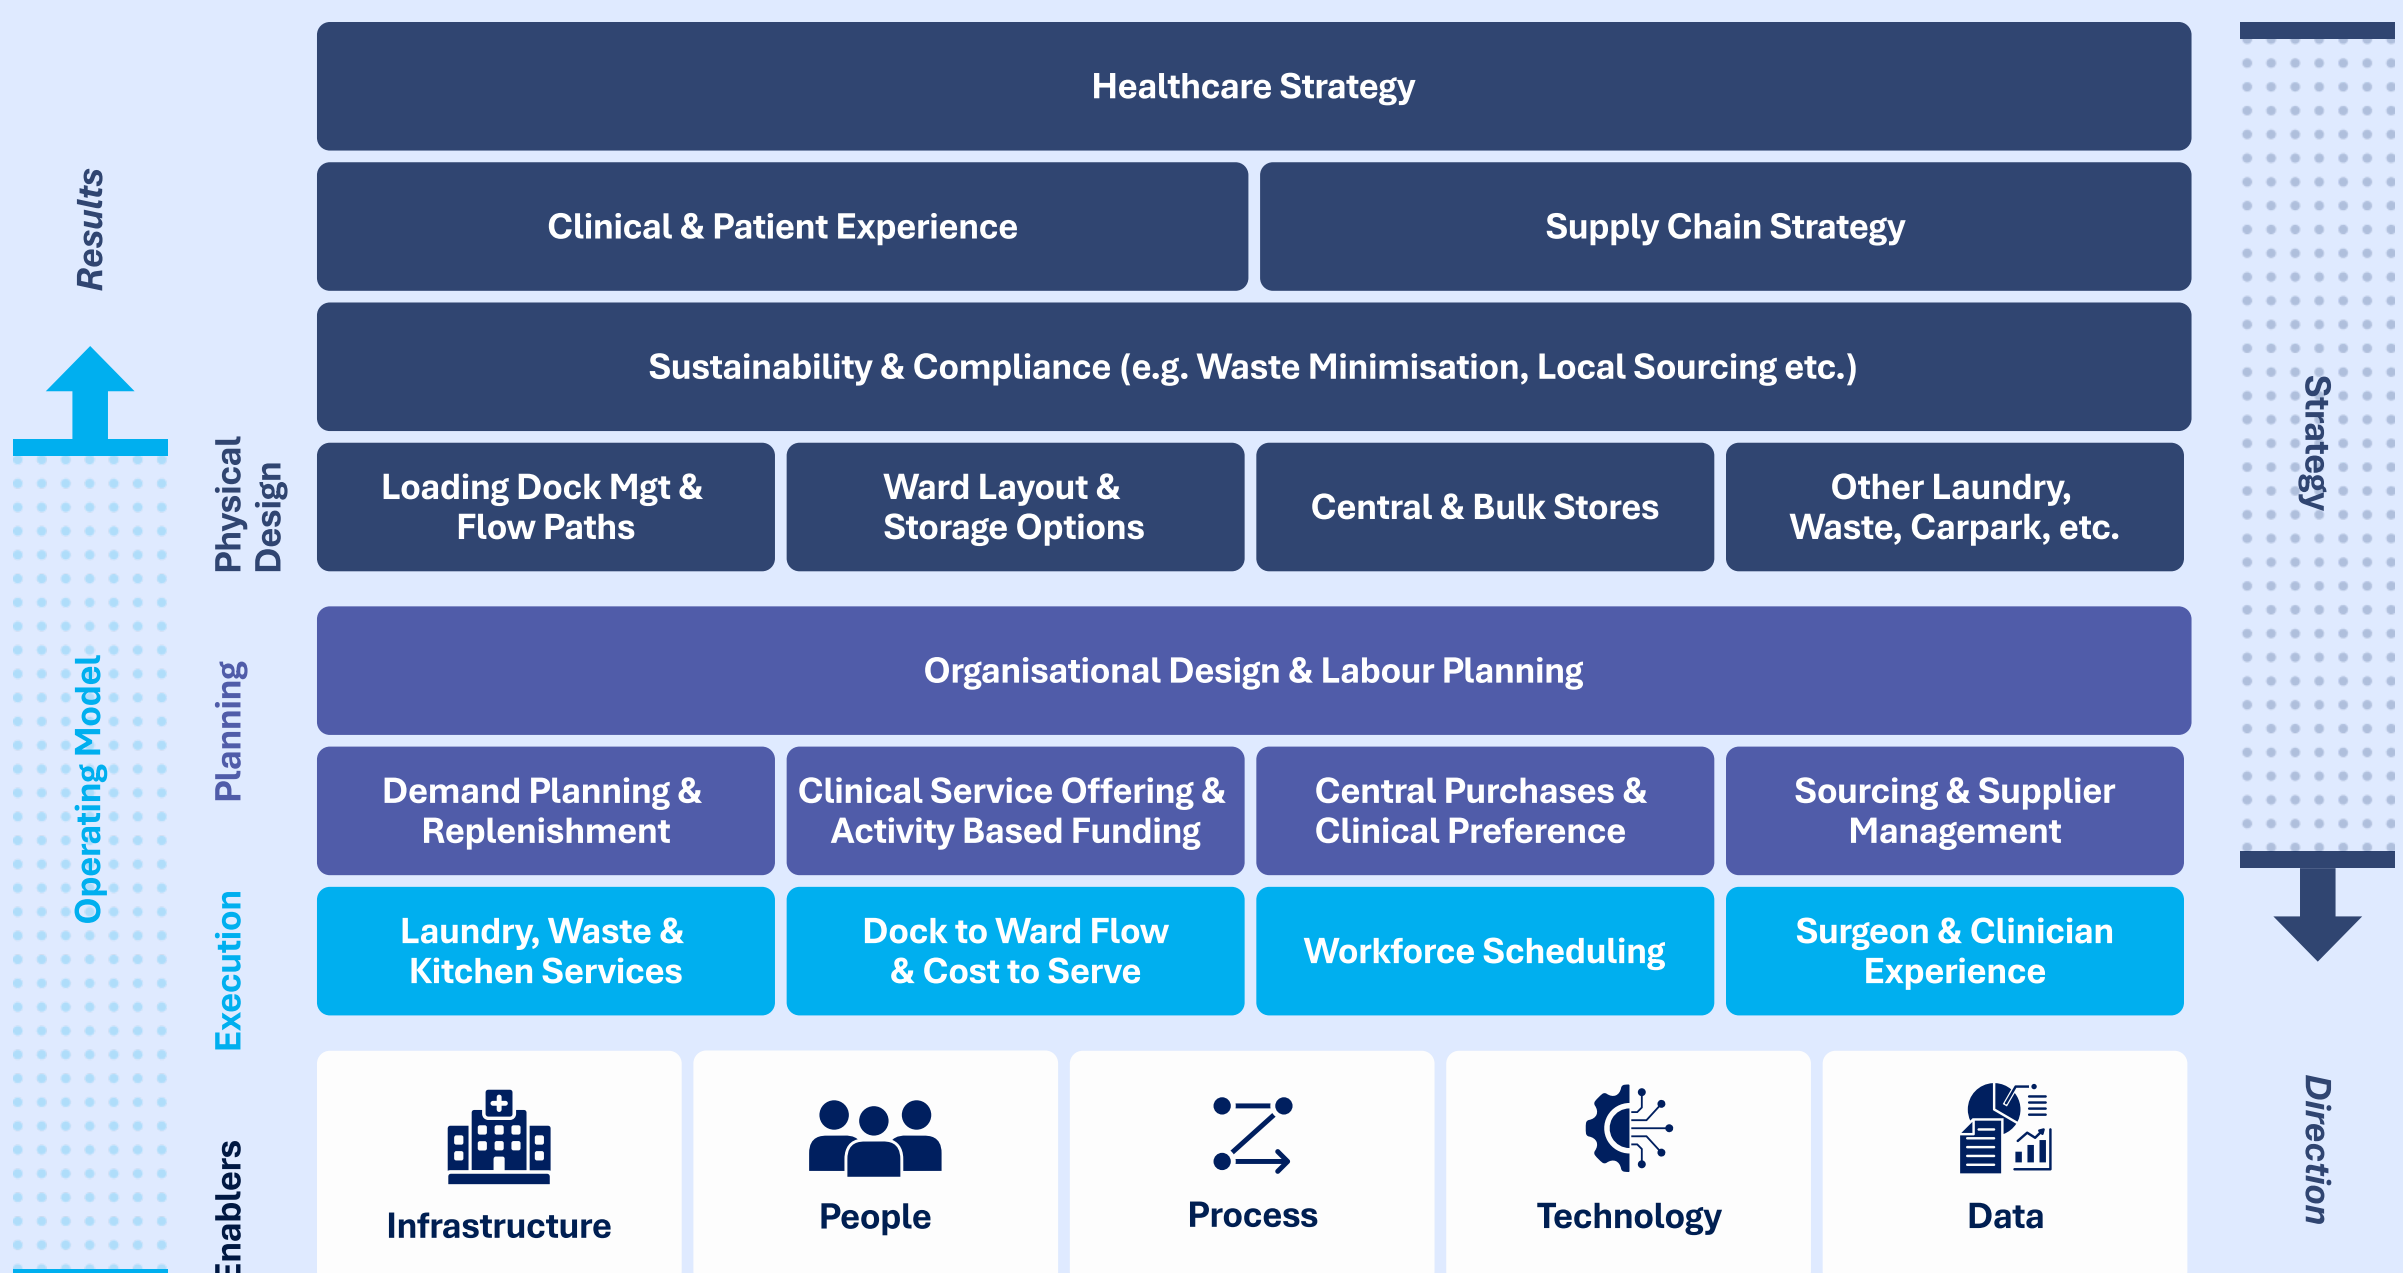 Healthcare Strategy
Results
Clinical & Patient Experience
Supply Chain Strategy
Sustainability & Compliance (e.g. Waste Minimisation, Local Sourcing etc.)
Strategy
Physical
Design
Loading Dock Mgt &
Flow Paths
Ward Layout &
Storage Options
Central & Bulk Stores
Other Laundry,
Waste, Carpark, etc.
Operating Model
Planning
Organisational Design & Labour Planning
Demand Planning &
Replenishment
Clinical Service Offering &
Activity Based Funding
Central Purchases &
Clinical Preference
Sourcing & Supplier
Management
Execution
Laundry, Waste &
Kitchen Services
Dock to Ward Flow
& Cost to Serve
Workforce Scheduling
Surgeon & Clinician
Experience
Enablers
Infrastructure
People
Process
Technology
Data
Direction